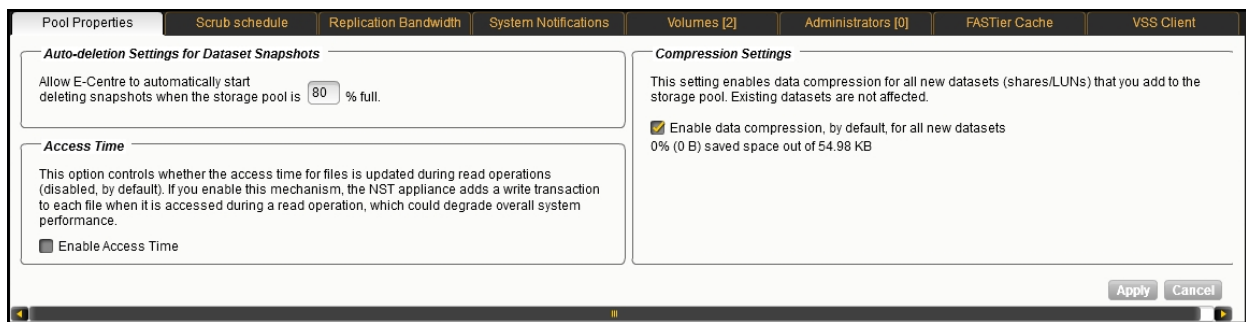 Pool Properties
Scrub schedule
Replication Bandwidth
System Notifications
Volumes [2]
Administrators [0]
FASTier Cache
VSS Client
Auto-deletion Settings for Dataset Snapshots
Allow E-Centre to automatically start
deleting snapshots when the storage pool is 80 % full.
Access Time
This option controls whether the access time for files is updated during read operations
(disabled, by default). If you enable this mechanism, the NST appliance adds a write transaction
to each file when it is accessed during a read operation, which could degrade overall system
performance.
Enable Access Time
Compression Settings
This setting enables data compression for all new datasets (shares/LUNs) that you add to the
storage pool. Existing datasets are not affected.
Enable data compression, by default, for all new datasets
0% (0 B) saved space out of 54.98 KB
Apply
Cancel